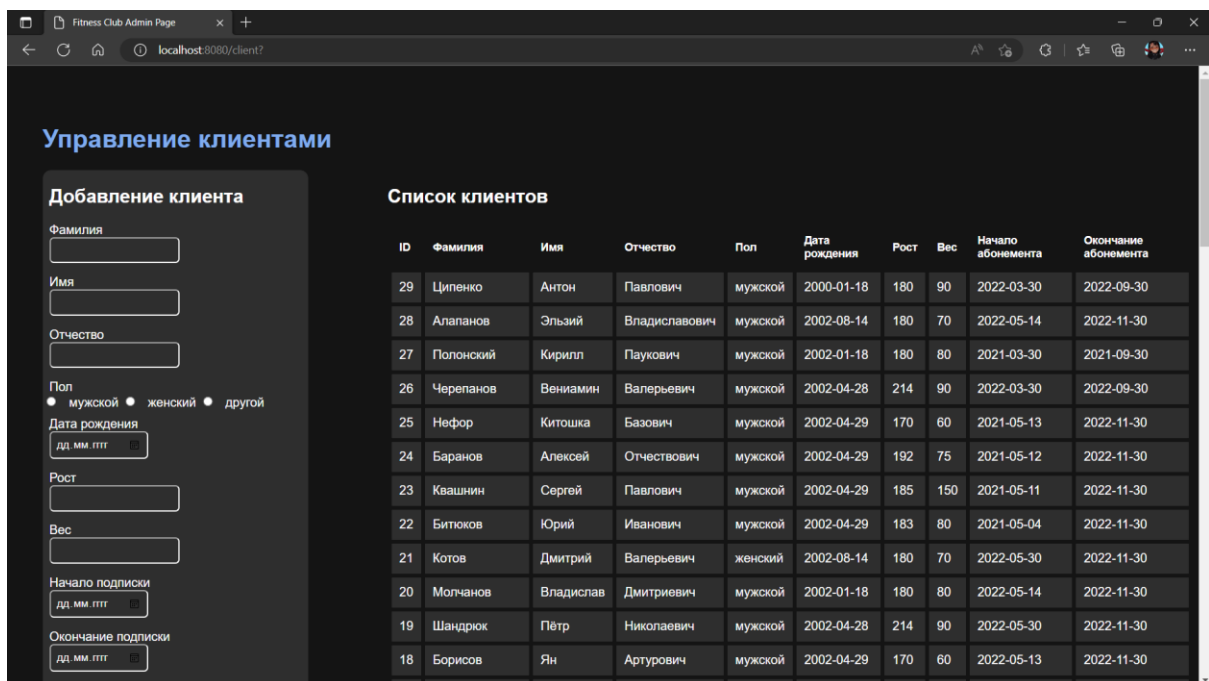 Fitness Club Admin Page
localhost:8080/client?
Управление клиентами
Добавление клиента
Фамилия
Имя
Отчество
Пол
мужской женский другой
Дата рождения
дд.мм.гггг
Рост
Вес
Начало подписки
дд.мм.гггг
Окончание подписки
дд.мм.гггг
Список клиентов
ID Фамилия Имя Отчество Пол Дата рождения Рост Вес Начало абонемента Окончание абонемента
29 Ципенко Антон Павлович мужской 2000-01-18 180 90 2022-03-30 2022-09-30
28 Алапанов Эльзий Владиславович мужской 2002-08-14 180 70 2022-05-14 2022-11-30
27 Полонский Кирилл Паукович мужской 2002-01-18 180 80 2021-03-30 2021-09-30
26 Черепанов Вениамин Валерьевич мужской 2002-04-28 214 90 2022-03-30 2022-09-30
25 Нефор Китошка Базович мужской 2002-04-29 170 60 2021-05-13 2022-11-30
24 Баранов Алексей Отчествович мужской 2002-04-29 192 75 2021-05-12 2022-11-30
23 Квашнин Сергей Павлович мужской 2002-04-29 185 150 2021-05-11 2022-11-30
22 Битюков Юрий Иванович мужской 2002-04-29 183 80 2021-05-04 2022-11-30
21 Котов Дмитрий Валерьевич женский 2002-08-14 180 70 2022-05-30 2022-11-30
20 Молчанов Владислав Дмитриевич мужской 2002-01-18 180 80 2022-05-14 2022-11-30
19 Шандрюк Пётр Николаевич мужской 2002-04-28 214 90 2022-05-30 2022-11-30
18 Борисов Ян Артурович мужской 2002-04-29 170 60 2022-05-13 2022-11-30